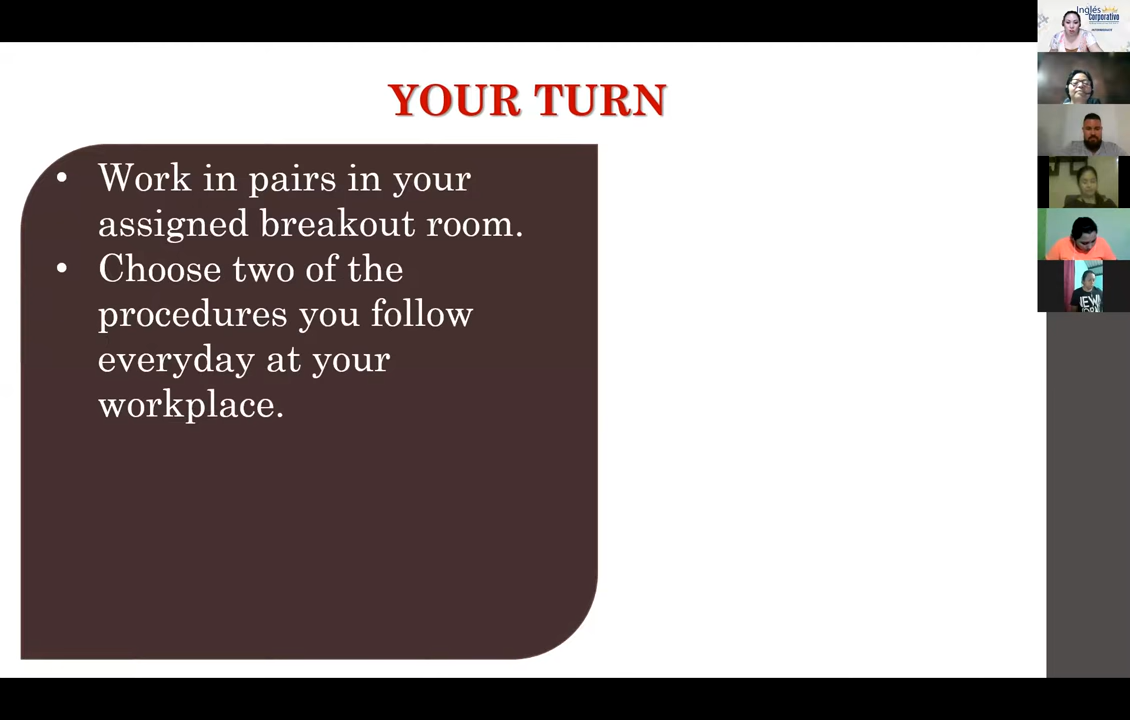 YOUR TURN
• Work in pairs in your
assigned breakout room.
• Choose two of the
procedures you follow
everyday at your
workplace.
Inglés
Corporativo